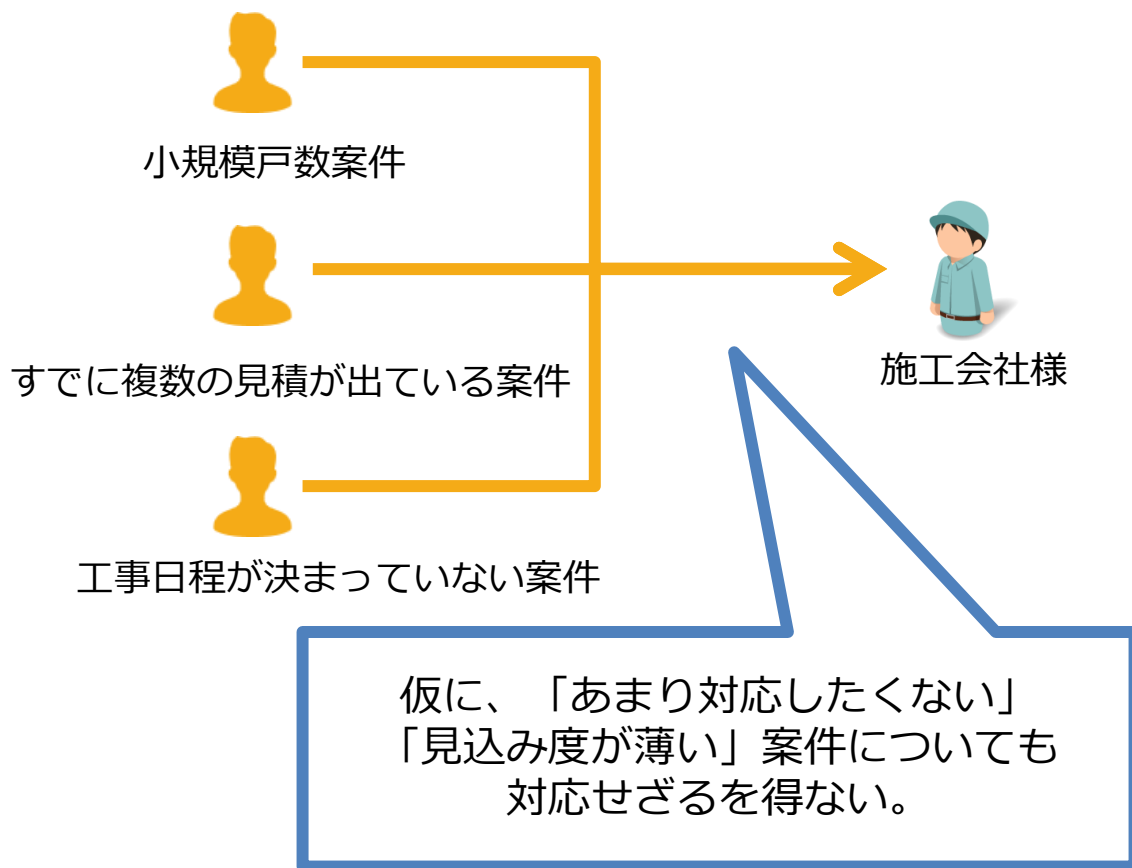 小規模戸数案件
すでに複数の見積が出ている案件
施工会社様
工事日程が決まっていない案件
仮に、「あまり対応したくない」
「見込み度が薄い」案件についても
対応せざるを得ない。